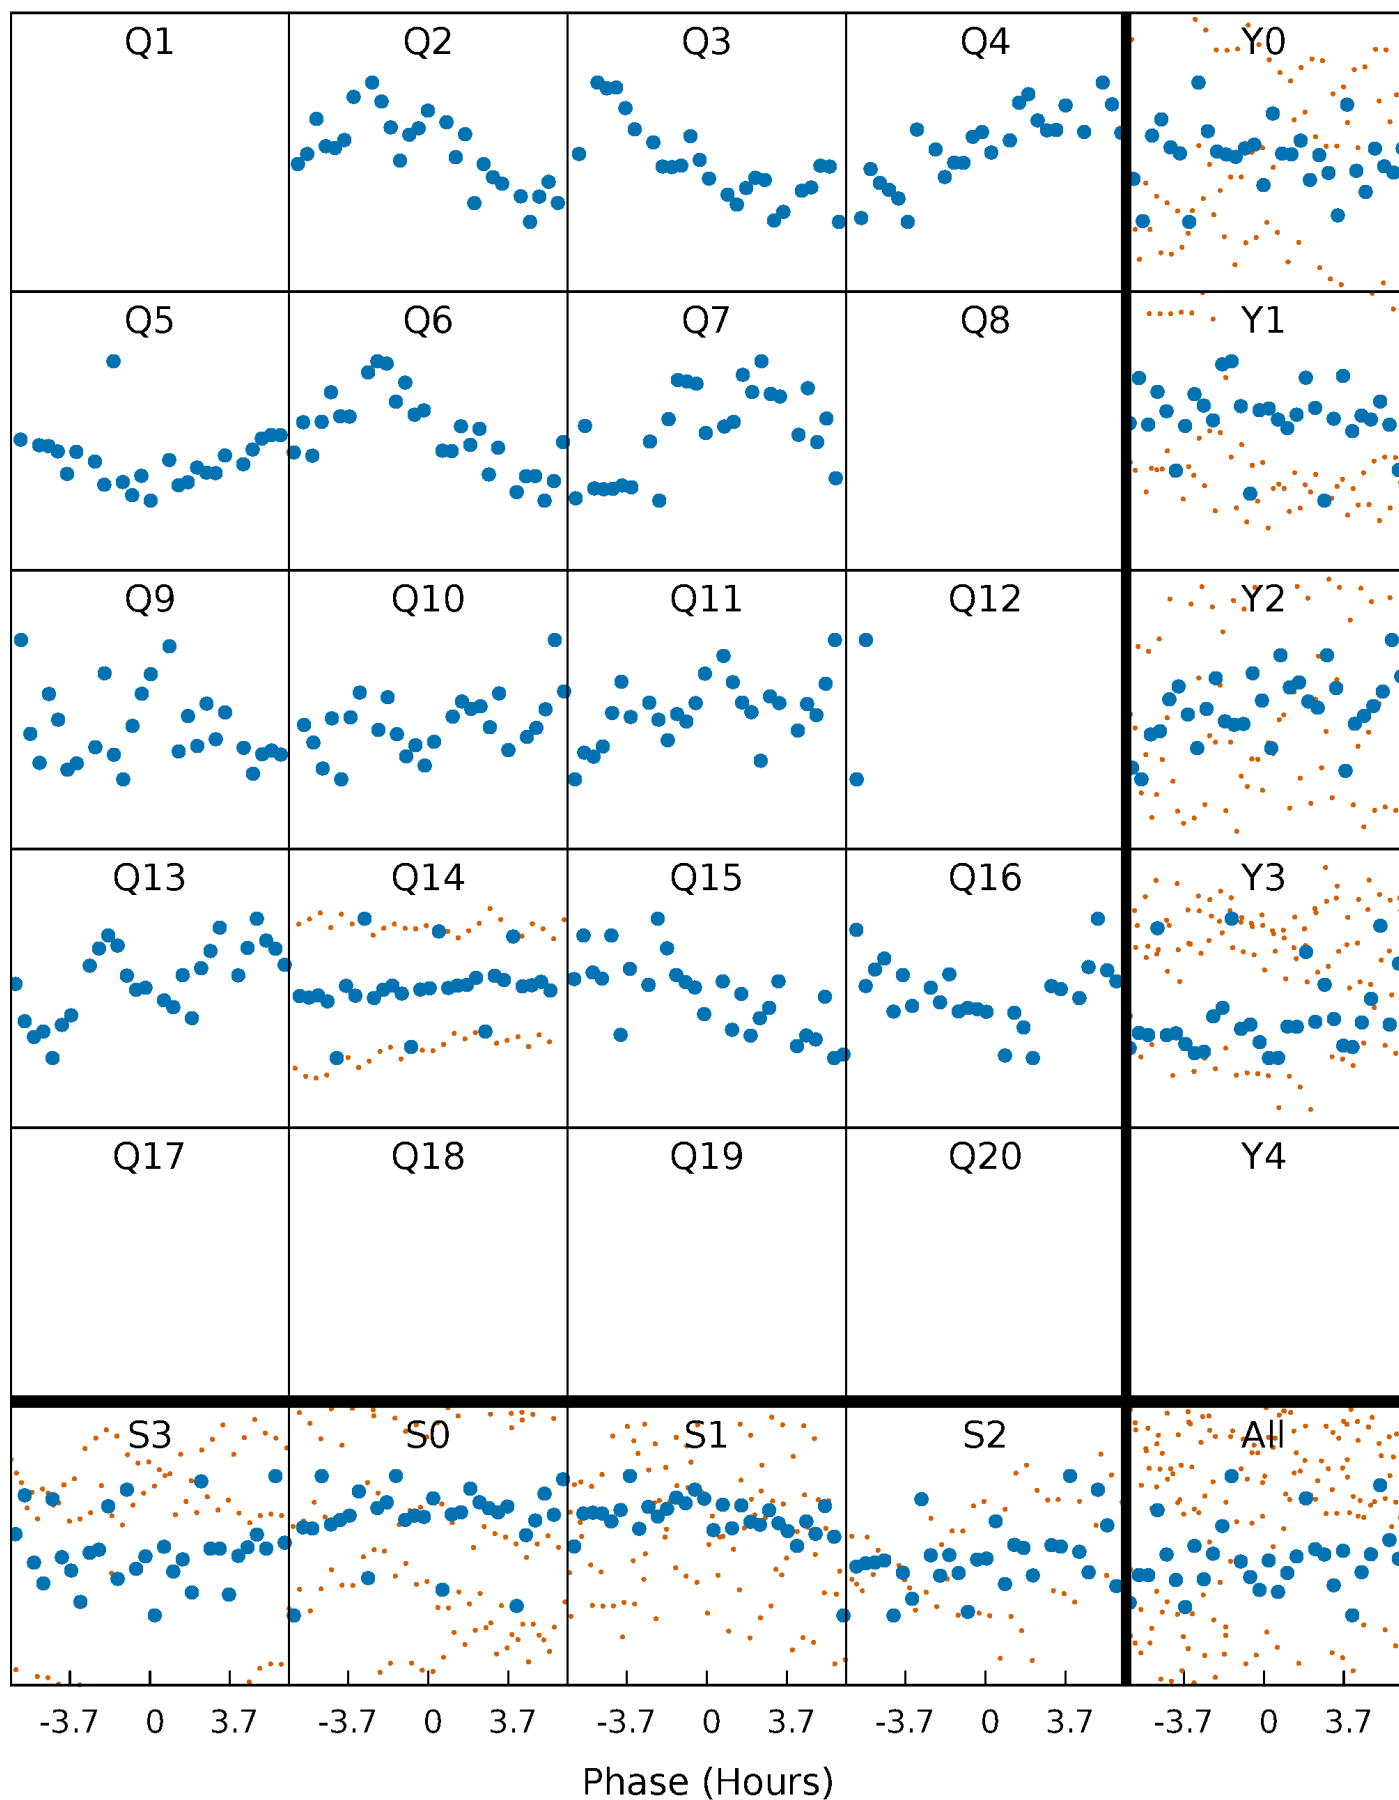 Q1 Q2 Q3 Q4 Y0
Q5 Q6 Q7 Q8 Y1
Q9 Q10 Q11 Q12 Y2
Q13 Q14 Q15 Q16 Y3
Q17 Q18 Q19 Q20 Y4
S3 S0 S1 S2 All
-3.7 0 3.7 -3.7 0 3.7 -3.7 0 3.7 -3.7 0 3.7 -3.7 0 3.7
Phase (Hours)